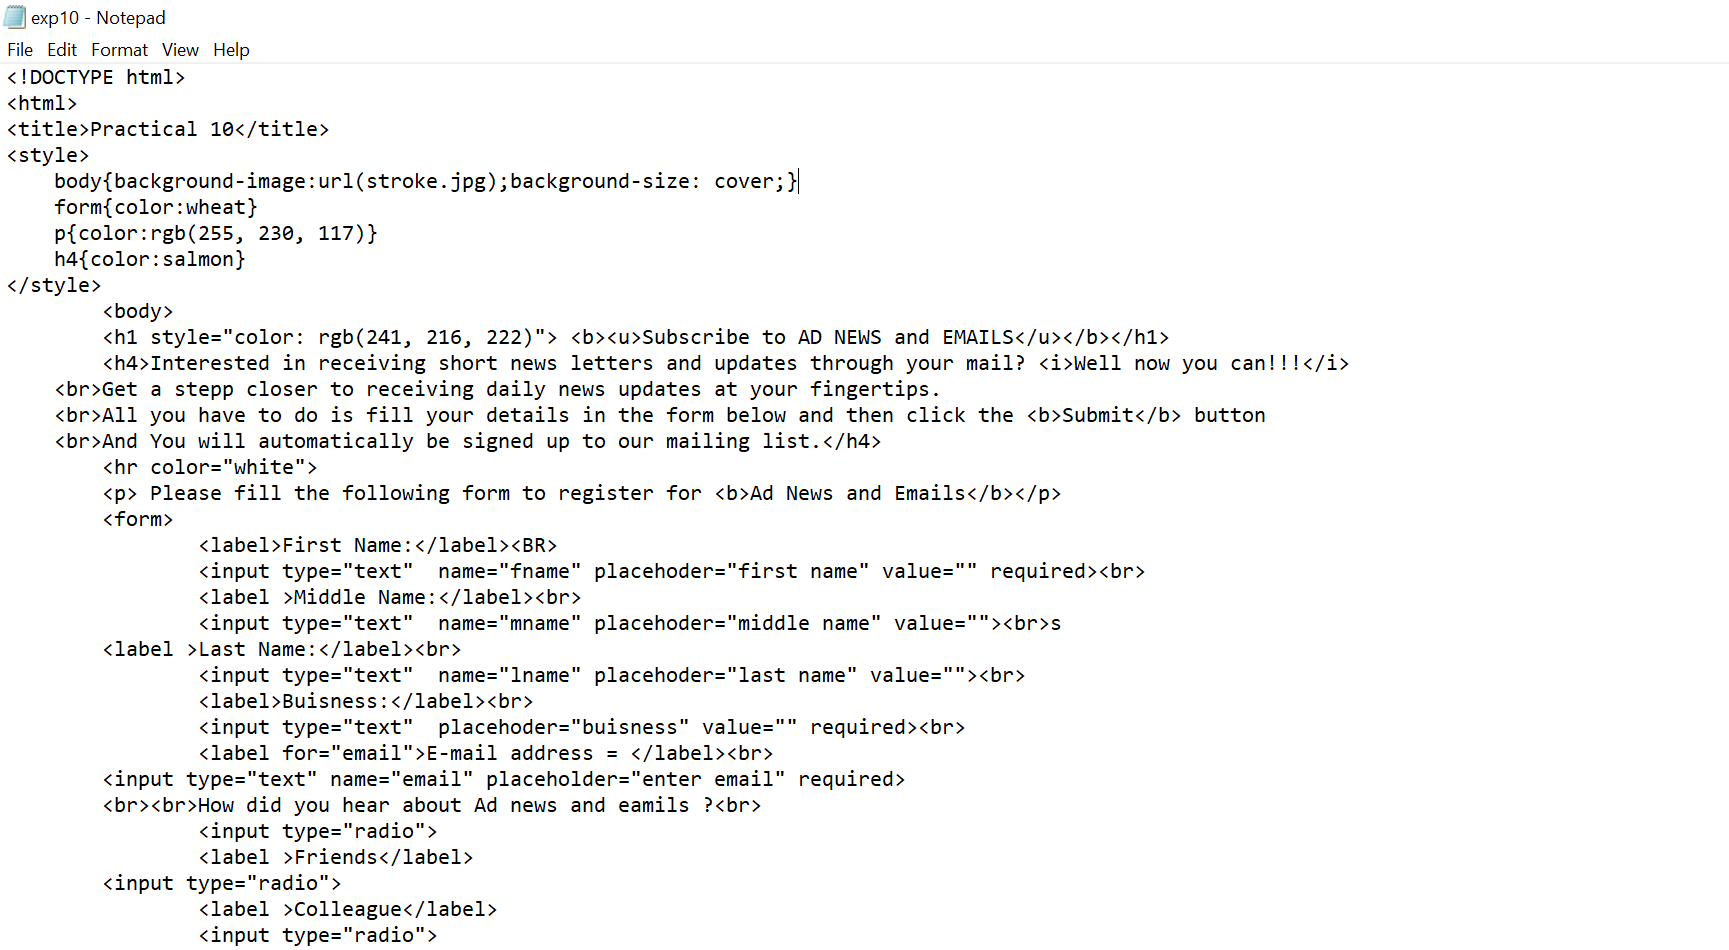 exp10 - Notepad
File Edit Format View Help
<!DOCTYPE html>
<html>
<title>Practical 10</title>
<style>
    body{background-image:url(stroke.jpg);background-size: cover;}
    form{color:wheat}
    p{color:rgb(255, 230, 117)}
    h4{color:salmon}
</style>
        <body>
        <h1 style="color: rgb(241, 216, 222)"> <b><u>Subscribe to AD NEWS and EMAILS</u></b></h1>
        <h4>Interested in receiving short news letters and updates through your mail? <i>Well now you can!!!</i>
    <br>Get a stepp closer to receiving daily news updates at your fingertips.
    <br>All you have to do is fill your details in the form below and then click the <b>Submit</b> button
    <br>And You will automatically be signed up to our mailing list.</h4>
        <hr color="white">
        <p> Please fill the following form to register for <b>Ad News and Emails</b></p>
        <form>
                <label>First Name:</label><BR>
                <input type="text"  name="fname" placehoder="first name" value="" required><br>
                <label >Middle Name:</label><br>
                <input type="text"  name="mname" placehoder="middle name" value=""><br>s
        <label >Last Name:</label><br>
                <input type="text"  name="lname" placehoder="last name" value=""><br>
                <label>Buisness:</label><br>
                <input type="text"  placehoder="buisness" value="" required><br>
                <label for="email">E-mail address = </label><br>
        <input type="text" name="email" placeholder="enter email" required>
        <br><br>How did you hear about Ad news and eamils ?<br>
                <input type="radio">
                <label >Friends</label>
        <input type="radio">
                <label >Colleague</label>
                <input type="radio">